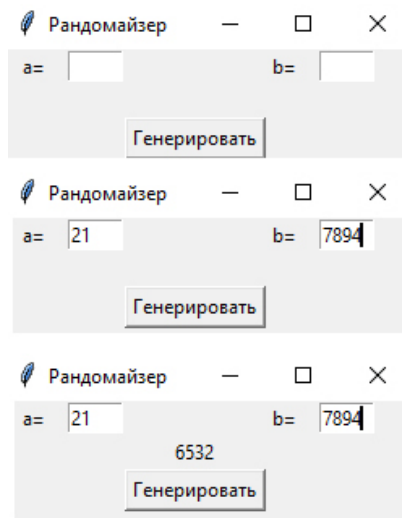 Рандомайзер
a= b=
Генерировать
Рандомайзер
a= 21 b= 7894
Генерировать
Рандомайзер
a= 21 b= 7894
6532
Генерировать